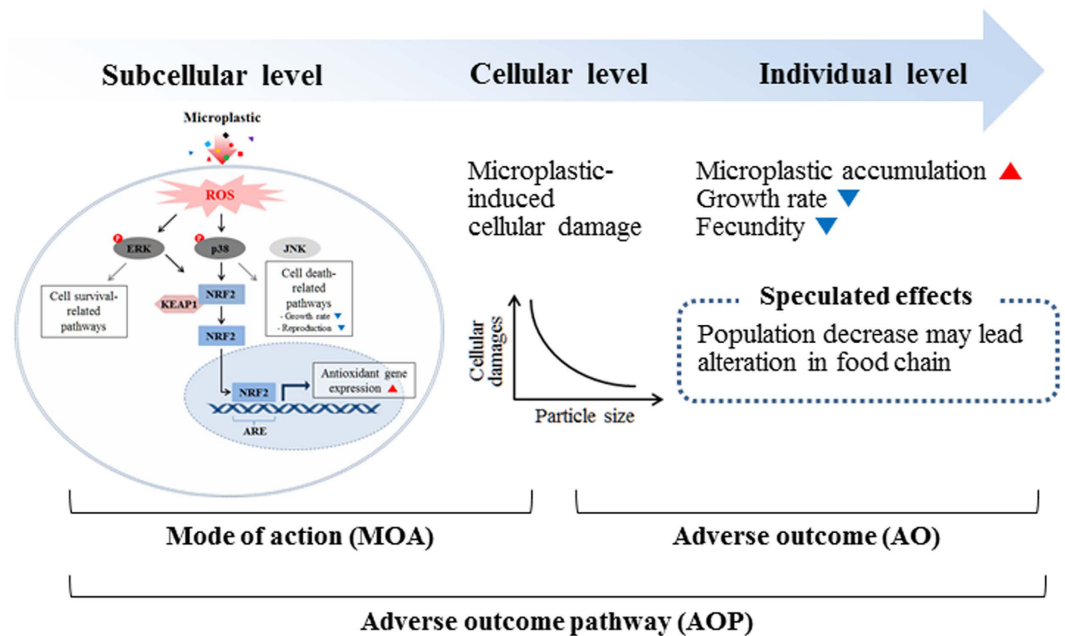 Subcellular level
Cellular level
Individual level
Microplastic
ROS
P
ERK
P
p38
JNK
Cell survival-
related
pathways
KEAP1
NRF2
Cell death-
related
pathways
- Growth rate
- Reproduction
NRF2
NRF2
Antioxidant gene
expression
ARE
Microplastic-
induced
cellular damage
Cellular
damages
Particle size
Microplastic accumulation
Growth rate
Fecundity
Speculated effects
Population decrease may lead
alteration in food chain
Mode of action (MOA)
Adverse outcome (AO)
Adverse outcome pathway (AOP)